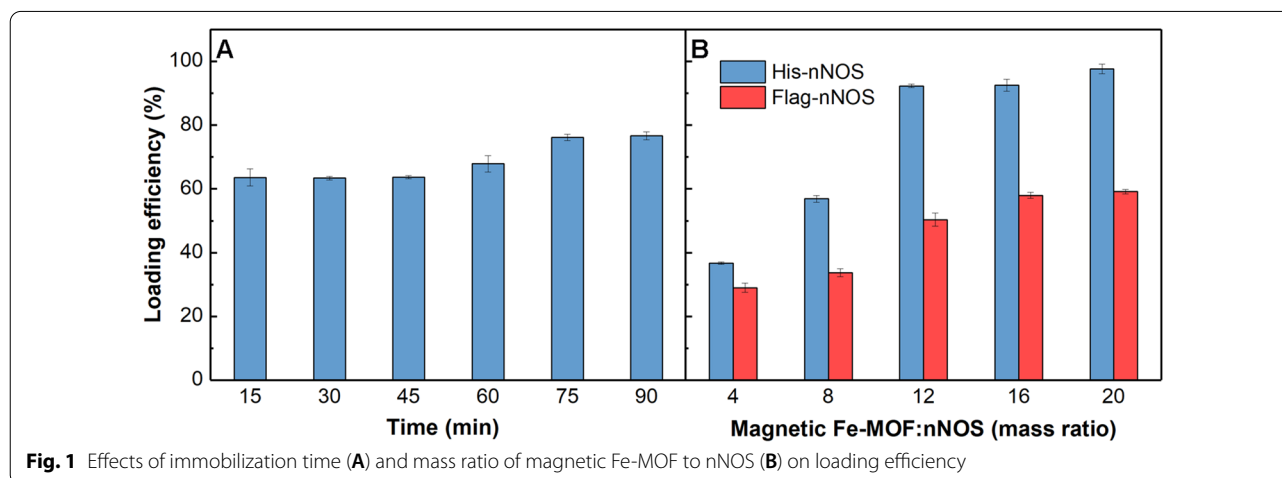 A
B
His-nNOS
Flag-nNOS
Loading efficiency (%)
100
80
60
40
20
0
15 30 45 60 75 90
4 8 12 16 20
Time (min)
Magnetic Fe-MOF:nNOS (mass ratio)
Fig. 1 Effects of immobilization time (A) and mass ratio of magnetic Fe-MOF to nNOS (B) on loading efficiency